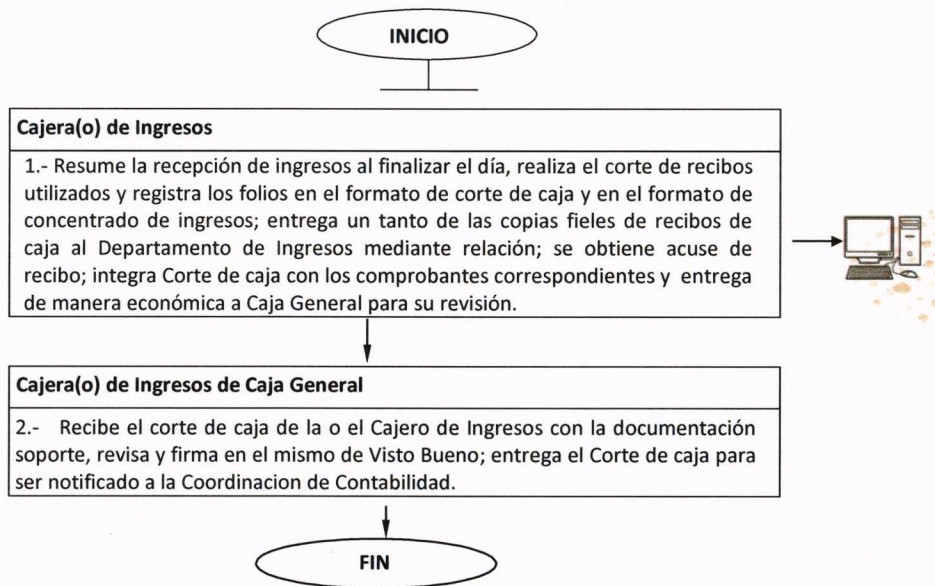 INICIO
Cajera(o) de Ingresos
1.- Resume la recepción de ingresos al finalizar el día, realiza el corte de recibos
utilizados y registra los folios en el formato de corte de caja y en el formato de
concentrado de ingresos; entrega un tanto de las copias fieles de recibos de
caja al Departamento de Ingresos mediante relación; se obtiene acuse de
recibo; integra Corte de caja con los comprobantes correspondientes y entrega
de manera económica a Caja General para su revisión.
Cajera(o) de Ingresos de Caja General
2.- Recibe el corte de caja de la o el Cajero de Ingresos con la documentación
soporte, revisa y firma en el mismo de Visto Bueno; entrega el Corte de caja para
ser notificado a la Coordinacion de Contabilidad.
FIN